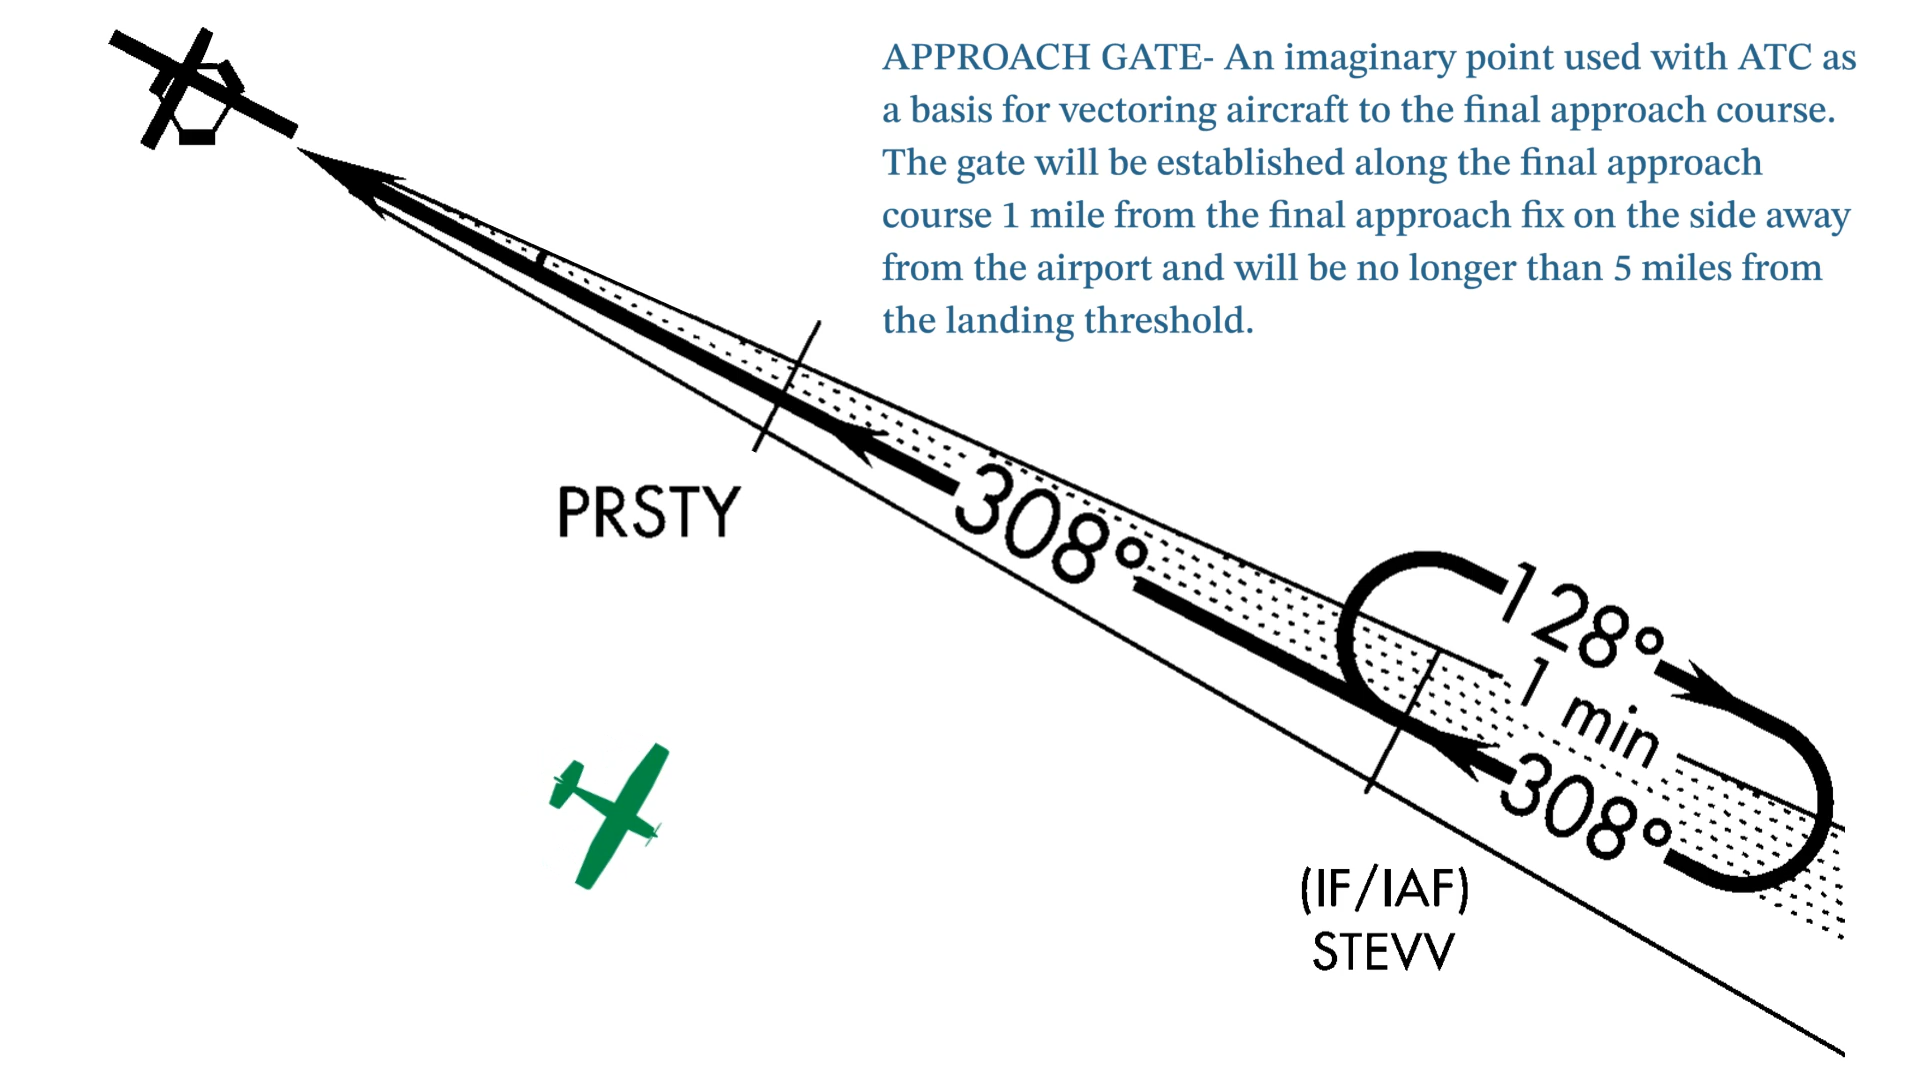 APPROACH GATE- An imaginary point used with ATC as
a basis for vectoring aircraft to the final approach course.
The gate will be established along the final approach
course 1 mile from the final approach fix on the side away
from the airport and will be no longer than 5 miles from
the landing threshold.
PRSTY
308°
128°
1 min
308°
(IF/IAF)
STEVV